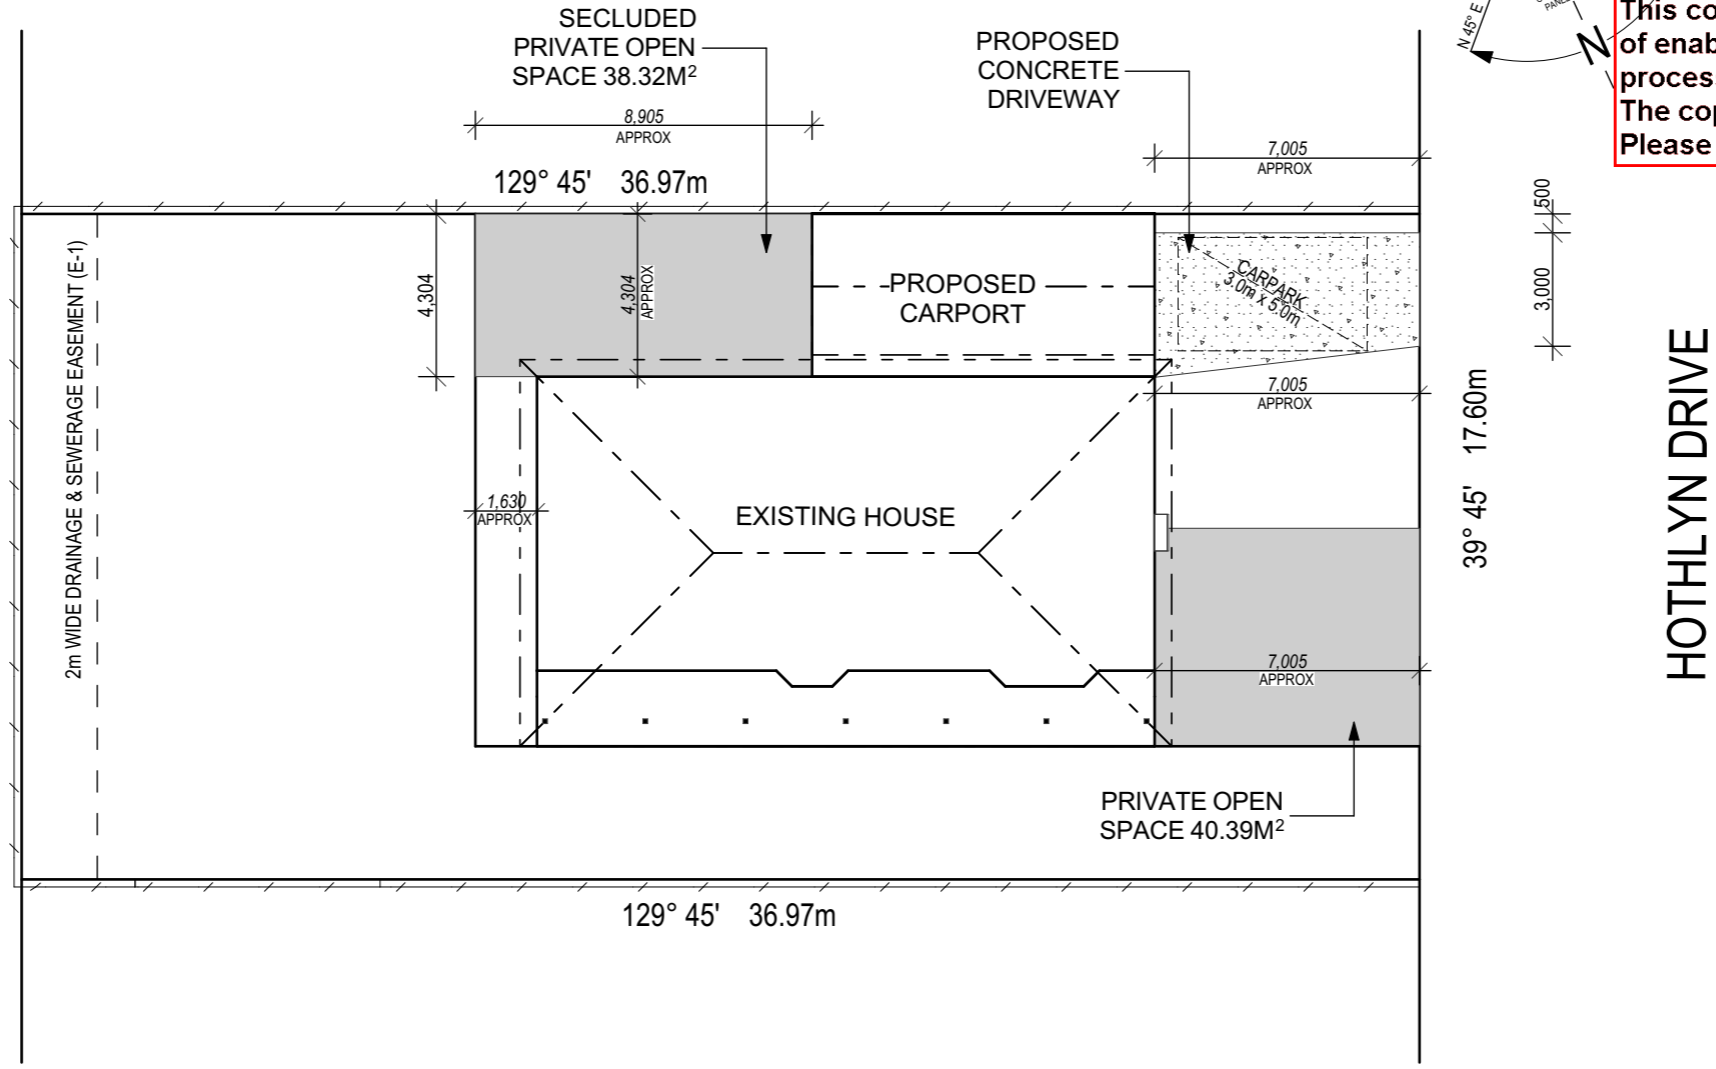 SECLUDED
PRIVATE OPEN
SPACE 38.32M²
PROPOSED
CONCRETE
DRIVEWAY
N 45° E
N
This co
of enab
proces
The cop
Please
8,905
APPROX
7,005
APPROX
129° 45' 36.97m
500
3,000
2m WIDE DRAINAGE & SEWERAGE EASEMENT (E-1)
4,304
4,304
APPROX
PROPOSED
CARPORT
CARPARK
3.0m x 5.0m
7,005
APPROX
1,630
APPROX
EXISTING HOUSE
39° 45' 17.60m
HOTHLYN DRIVE
7,005
APPROX
PRIVATE OPEN
SPACE 40.39M²
129° 45' 36.97m